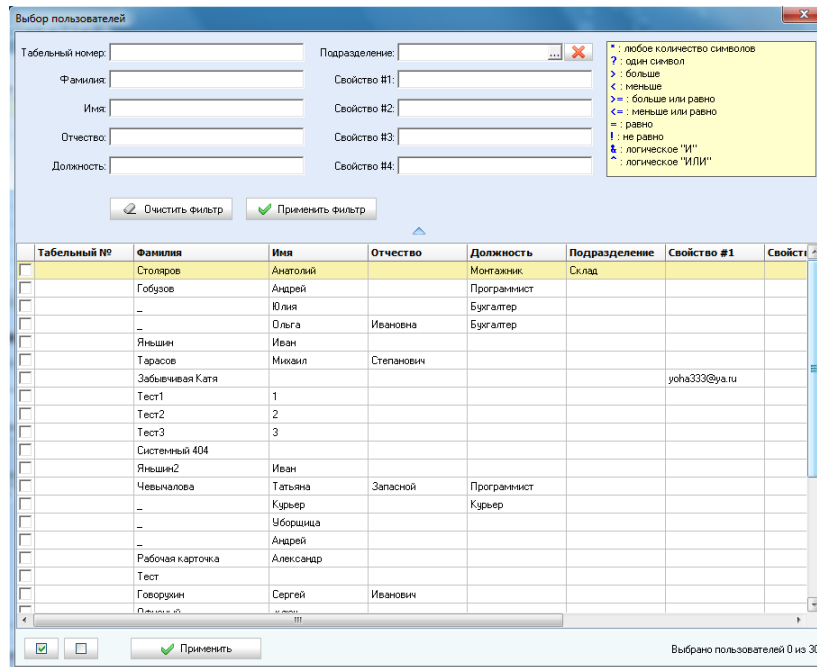 Выбор пользователей
Табельный номер:
Фамилия:
Имя:
Отчество:
Должность:
Подразделение: ...
Свойство #1:
Свойство #2:
Свойство #3:
Свойство #4:
* : любое количество символов
? : один символ
> : больше
< : меньше
>= : больше или равно
<= : меньше или равно
= : равно
! : не равно
& : логическое "И"
^ : логическое "ИЛИ"
Очистить фильтр Применить фильтр
Табельный № Фамилия Имя Отчество Должность Подразделение Свойство #1
Столяров Анатолий Монтажник Склад
Гобузов Андрей Программист
_ Юлия Бухгалтер
_ Ольга Ивановна Бухгалтер
Яньшин Иван
Тарасов Михаил Степанович
Забывчивая Катя yoha333@ya.ru
Тест1 1
Тест2 2
Тест3 3
Системный 404
Яньшин2 Иван
Чевычалова Татьяна Запасной Программист
_ Курьер Курьер
_ Уборщица
_ Андрей
Рабочая карточка Александр
Тест
Говорухин Сергей Иванович
Применить
Выбрано пользователей 0 из 30